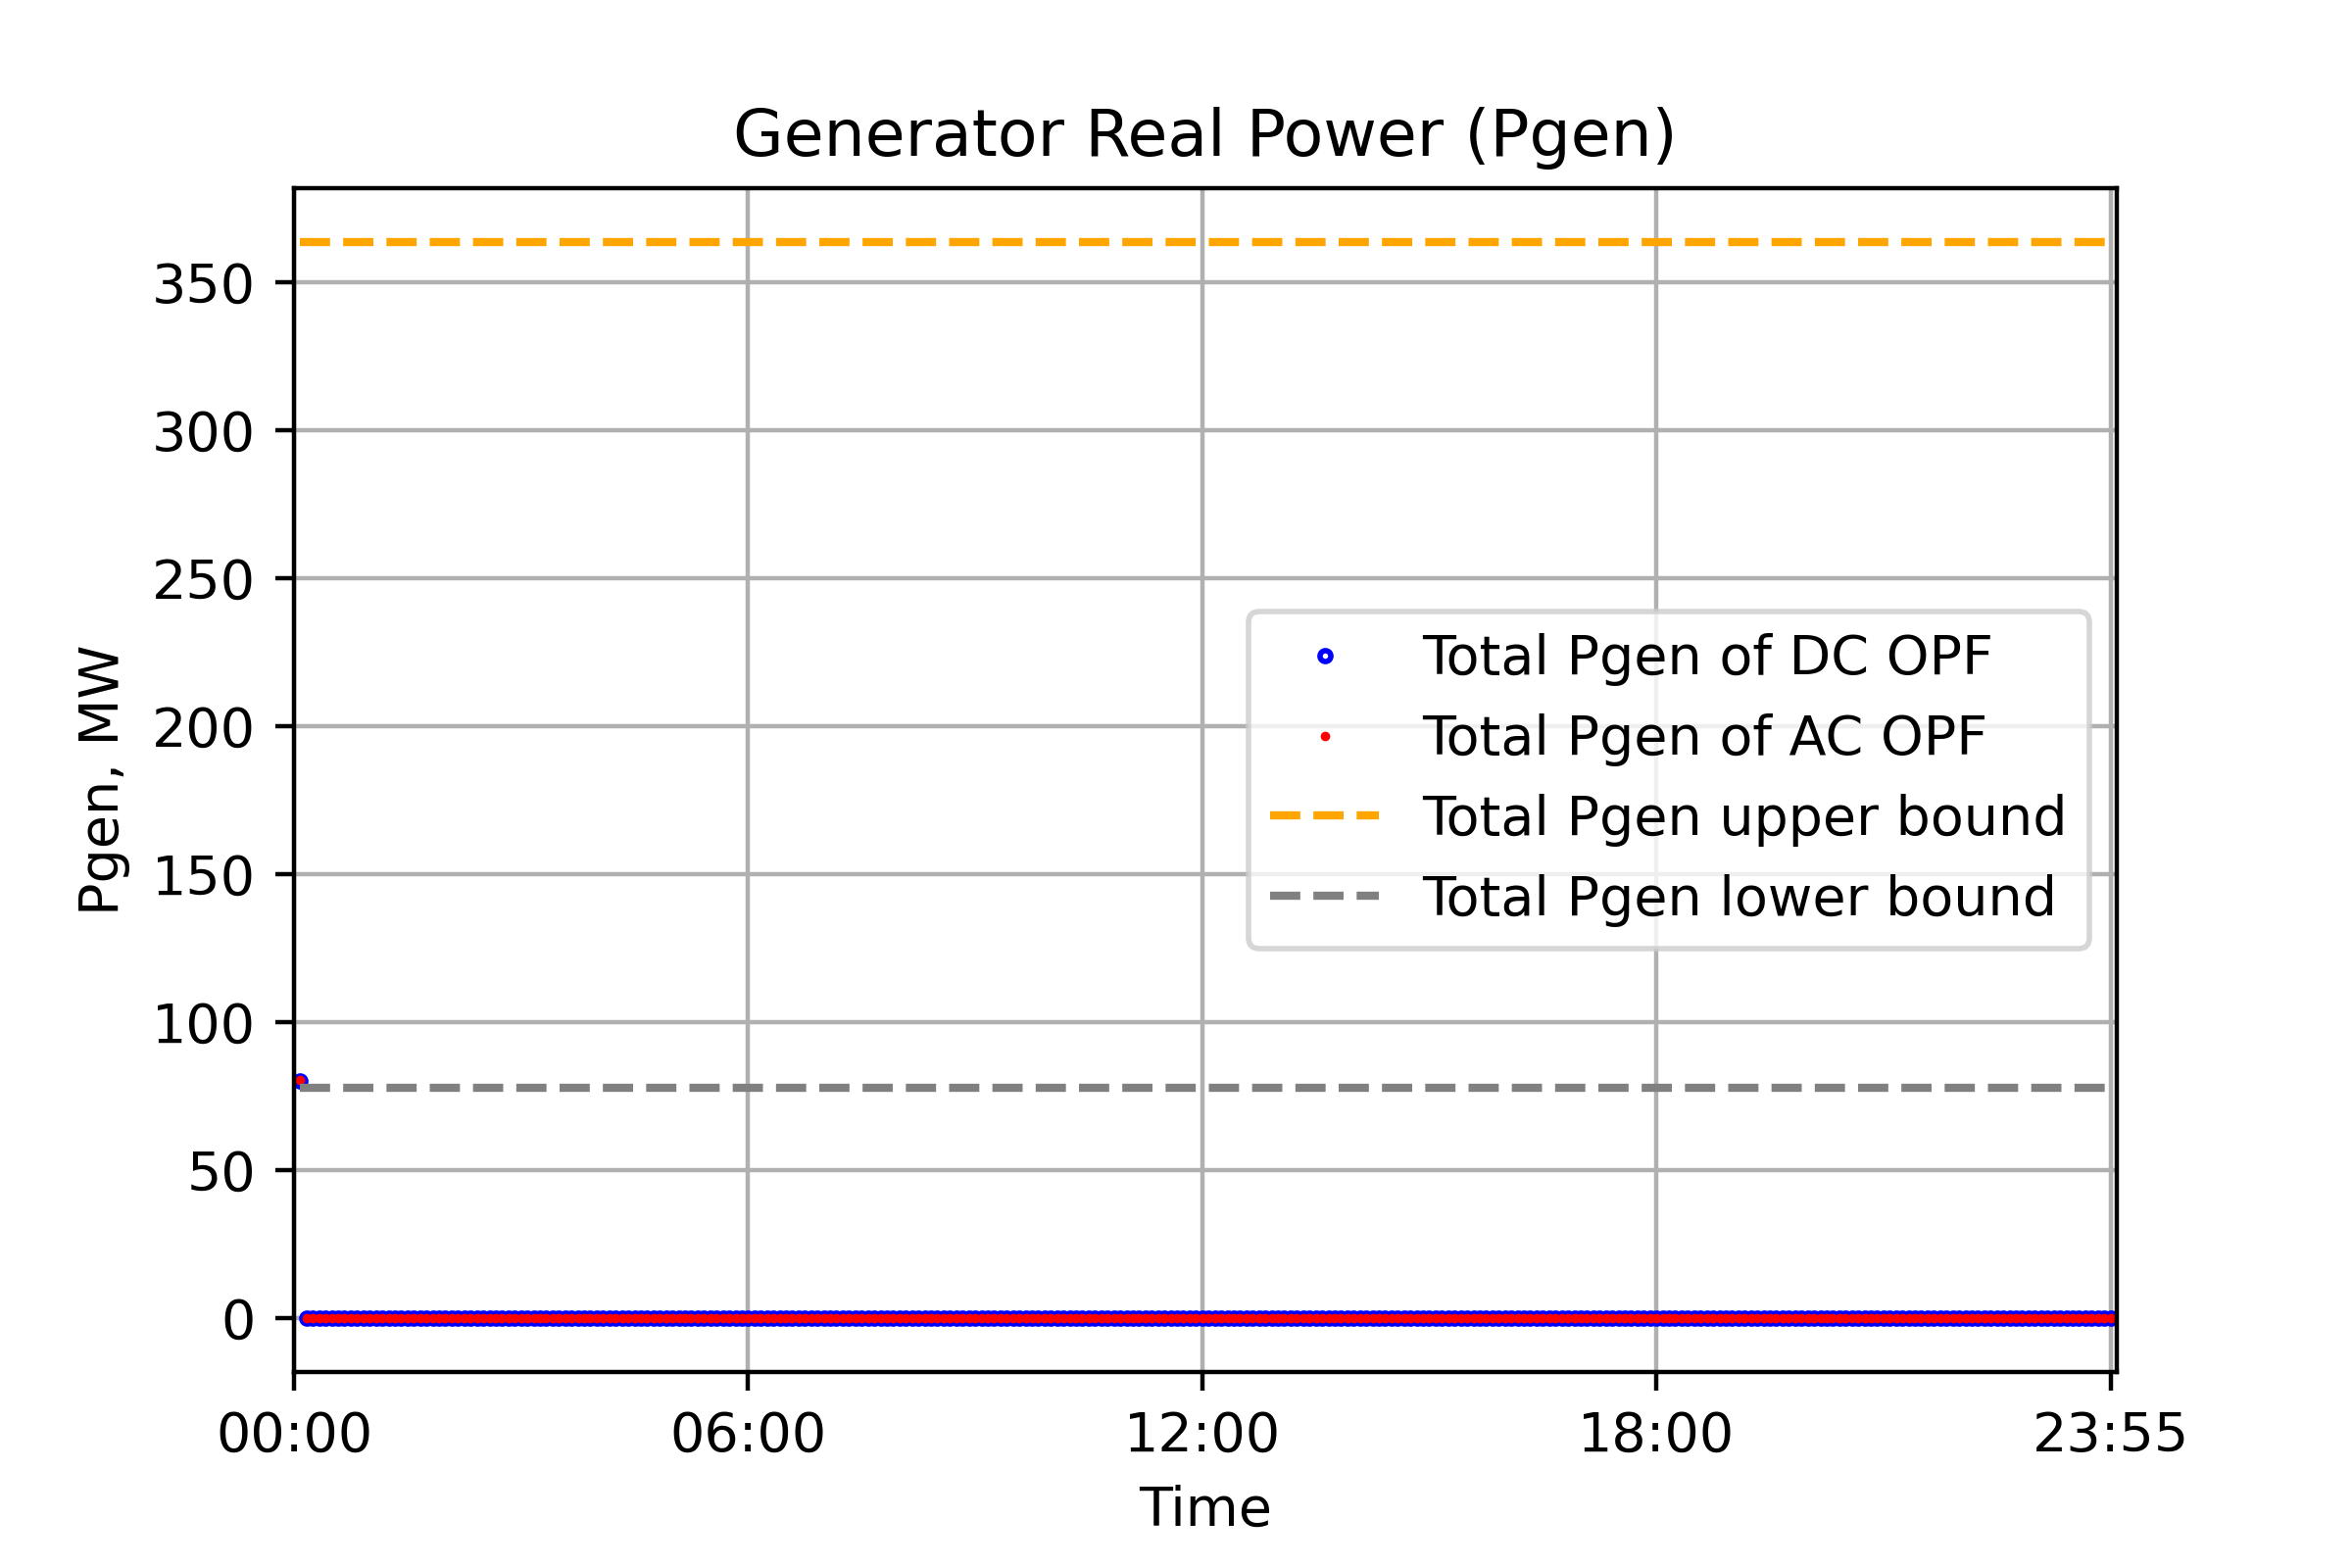 Generator Real Power (Pgen)
Pgen, MW
350
300
250
200
150
100
50
0
Total Pgen of DC OPF
Total Pgen of AC OPF
Total Pgen upper bound
Total Pgen lower bound
00:00 06:00 12:00 18:00 23:55
Time